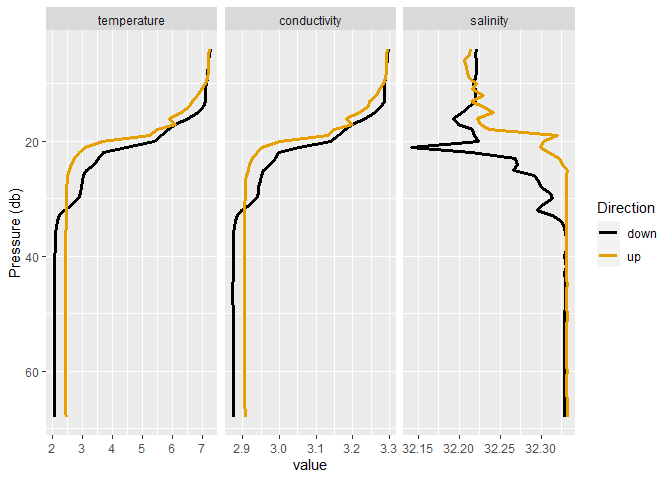 temperature conductivity salinity
Pressure (db)
20
40
60
2 3 4 5 6 7 2.9 3.0 3.1 3.2 3.3 32.15 32.20 32.25 32.30
value
Direction
down
up